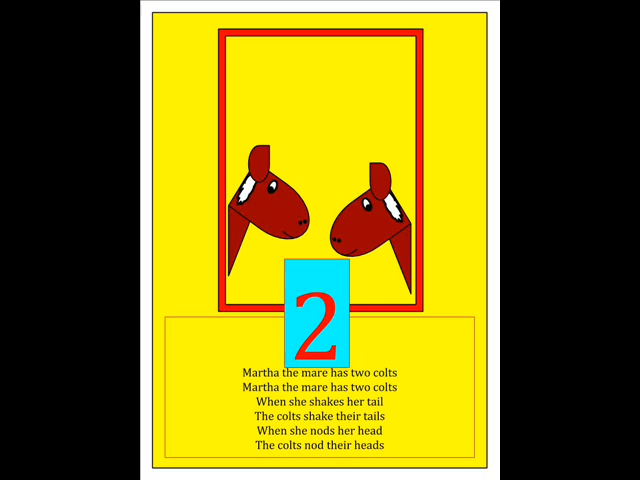 2
Martha the mare has two colts
Martha the mare has two colts
When she shakes her tail
The colts shake their tails
When she nods her head
The colts nod their heads